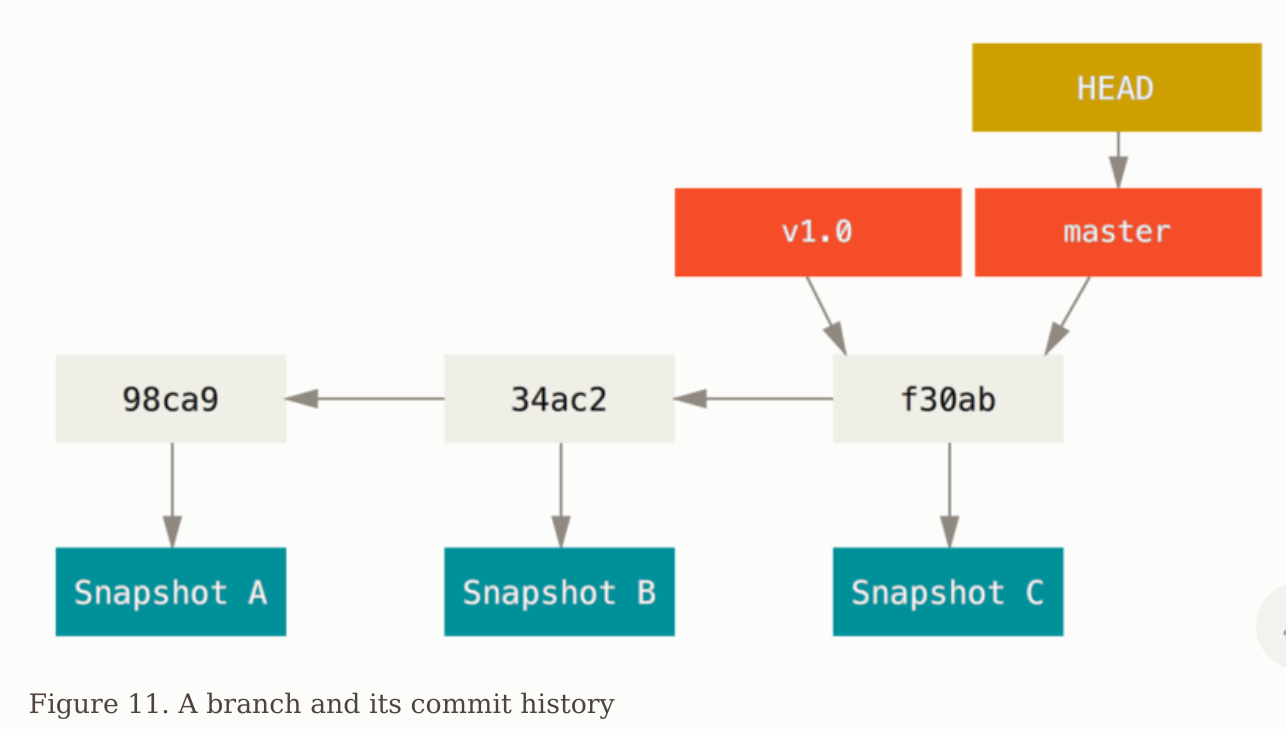 HEAD
v1.0
master
98ca9
34ac2
f30ab
Snapshot A
Snapshot B
Snapshot C
Figure 11. A branch and its commit history